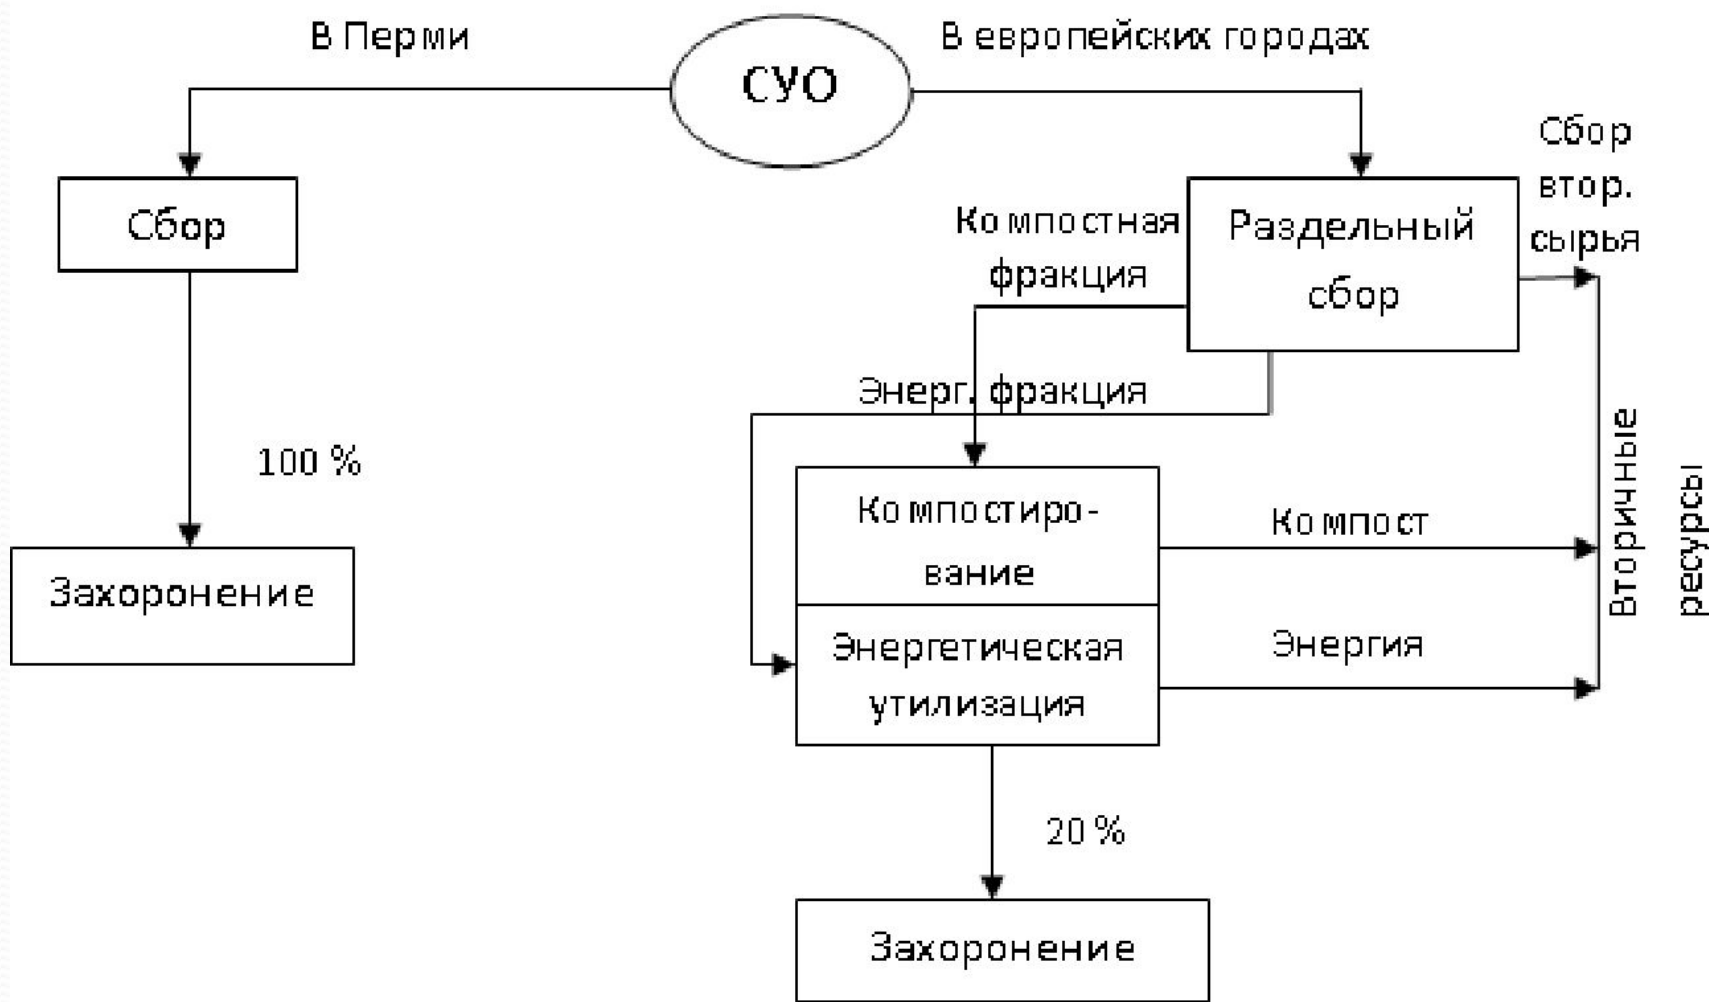 В Перми
СУО
В европейских городах
Сбор
втор.
сырья
Сбор
Компостная
фракция
Раздельный
сбор
Энерг. фракция
100 %
Захоронение
Компостиро-
вание
Компост
Энергетическая
утилизация
Энергия
Вторичные
ресурсы
20 %
Захоронение